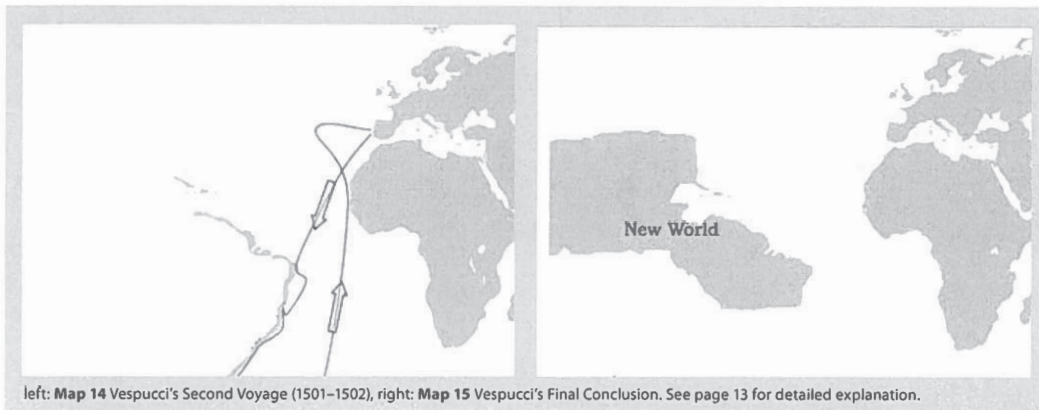 New World
left: Map 14 Vespucci's Second Voyage (1501–1502), right: Map 15 Vespucci's Final Conclusion. See page 13 for detailed explanation.